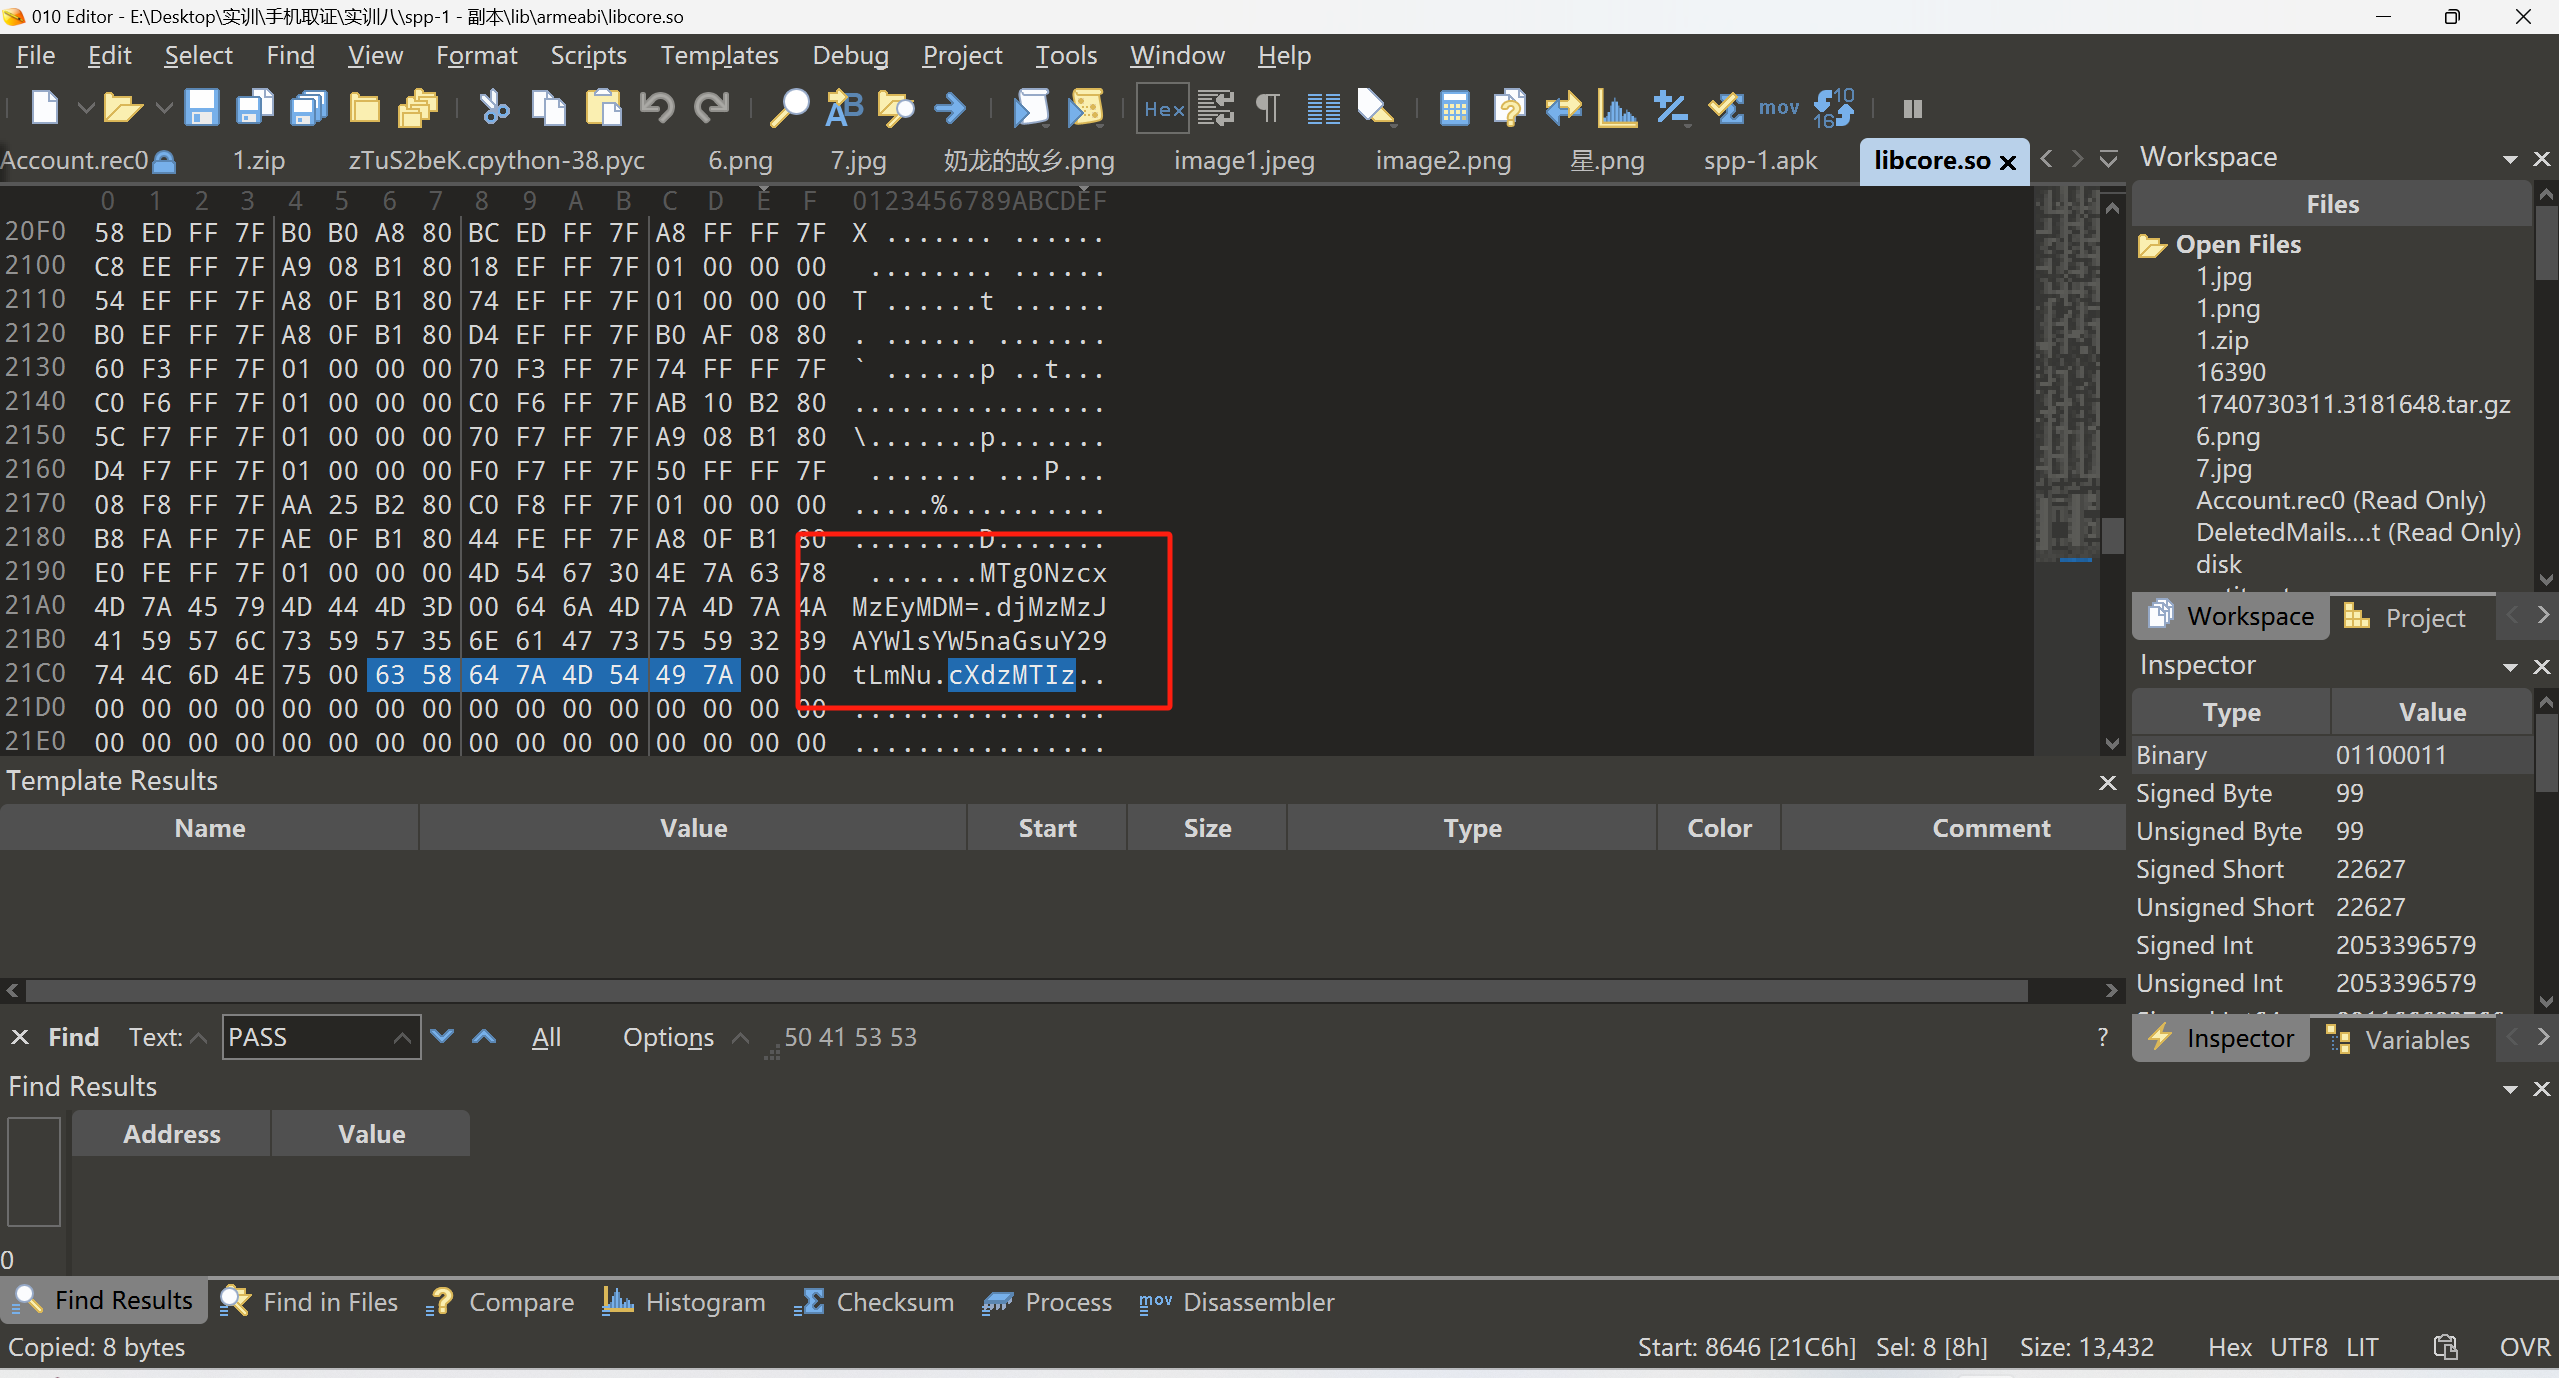 010 Editor - E:\Desktop\实训\手机取证\实训八\spp-1 - 副本\lib\armeabi\libcore.so
File Edit Select Find View Format Scripts Templates Debug Project Tools Window Help
Hex mov
Account.rec0 1.zip zTuS2beK.cpython-38.pyc 6.png 7.jpg 奶龙的故乡.png image1.jpeg image2.png 星.png spp-1.apk libcore.so
0 1 2 3 4 5 6 7 8 9 A B C D E F 0123456789ABCDEF
20F0 58 ED FF 7F B0 B0 A8 80 BC ED FF 7F A8 FF FF 7F X ....... ......
2100 C8 EE FF 7F A9 08 B1 80 18 EF FF 7F 01 00 00 00 ........ ......
2110 54 EF FF 7F A8 0F B1 80 74 EF FF 7F 01 00 00 00 T ......t ......
2120 B0 EF FF 7F A8 0F B1 80 D4 EF FF 7F B0 AF 08 80 . ...... .......
2130 60 F3 FF 7F 01 00 00 00 70 F3 FF 7F 74 FF FF 7F ` ......p ..t...
2140 C0 F6 FF 7F 01 00 00 00 C0 F6 FF 7F AB 10 B2 80 ................
2150 5C F7 FF 7F 01 00 00 00 70 F7 FF 7F A9 08 B1 80 \.......p.......
2160 D4 F7 FF 7F 01 00 00 00 F0 F7 FF 7F 50 FF FF 7F ....... ...P...
2170 08 F8 FF 7F AA 25 B2 80 C0 F8 FF 7F 01 00 00 00 .....%..........
2180 B8 FA FF 7F AE 0F B1 80 44 FE FF 7F A8 0F B1 80 ........D.......
2190 E0 FE FF 7F 01 00 00 00 4D 54 67 30 4E 7A 63 78 .......MTg0Nzcx
21A0 4D 7A 45 79 4D 44 4D 3D 00 64 6A 4D 7A 4D 7A 4A MzEyMDM=.djMzMzJ
21B0 41 59 57 6C 73 59 57 35 6E 61 47 73 75 59 32 39 AYWlsYW5naGsuY29
21C0 74 4C 6D 4E 75 00 63 58 64 7A 4D 54 49 7A 00 00 tLmNu.cXdzMTIz..
21D0 00 00 00 00 00 00 00 00 00 00 00 00 00 00 00 00 ................
21E0 00 00 00 00 00 00 00 00 00 00 00 00 00 00 00 00 ................
Template Results
Name Value Start Size Type Color Comment
Find Text: PASS All Options 50 41 53 53 ?
Find Results
Address Value
0
Find Results Find in Files Compare Histogram Checksum Process mov Disassembler
Copied: 8 bytes Start: 8646 [21C6h] Sel: 8 [8h] Size: 13,432 Hex UTF8 LIT OVR
Workspace
Files
Open Files
1.jpg
1.png
1.zip
16390
1740730311.3181648.tar.gz
6.png
7.jpg
Account.rec0 (Read Only)
DeletedMails....t (Read Only)
disk
Workspace Project
Inspector
Type Value
Binary 01100011
Signed Byte 99
Unsigned Byte 99
Signed Short 22627
Unsigned Short 22627
Signed Int 2053396579
Unsigned Int 2053396579
Inspector Variables